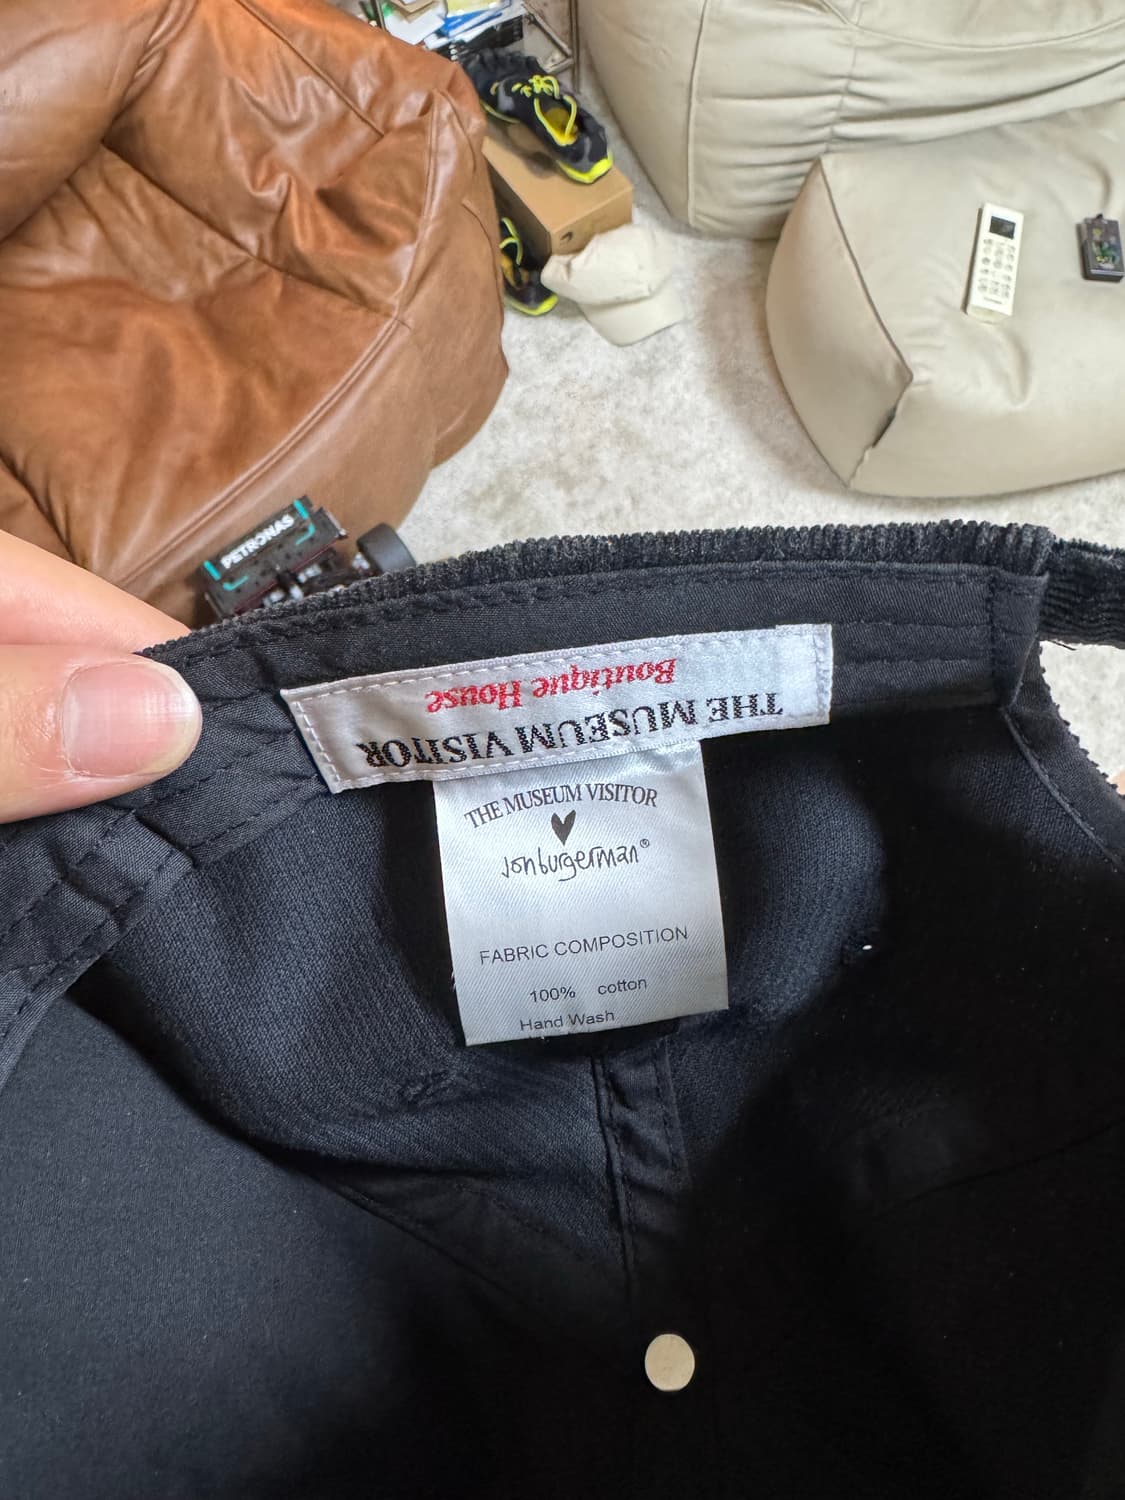 PETRONAS
THE MUSEUM VISITOR
Boutique House
THE MUSEUM VISITOR
jonburgerman®
FABRIC COMPOSITION
100% cotton
Hand Wash